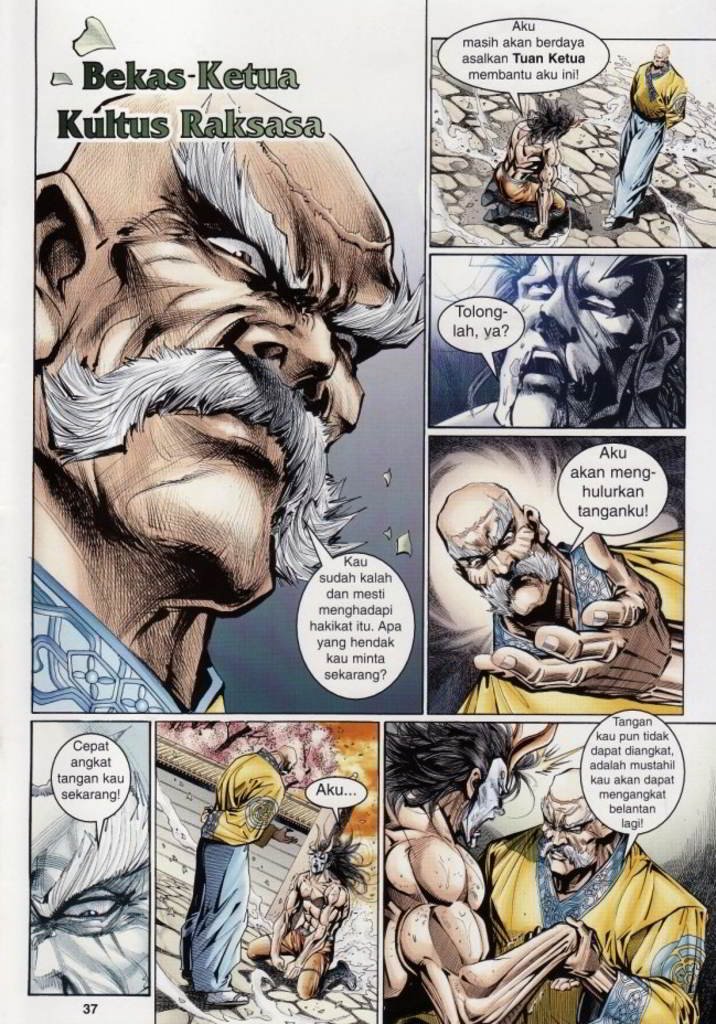 Bekas-Ketua
Kultus Raksasa
Kau
sudah kalah
dan mesti
menghadapi
hakikat itu. Apa
yang hendak
kau minta
sekarang?
Aku
masih akan berdaya
asalkan Tuan Ketua
membantu aku ini!
Tolong-
lah, ya?
Aku
akan meng-
hulurkan
tanganku!
Cepat
angkat
tangan kau
sekarang!
Aku...
Tangan
kau pun tidak
dapat diangkat,
adalah mustahil
kau akan dapat
mengangkat
belantan
lagi!
37